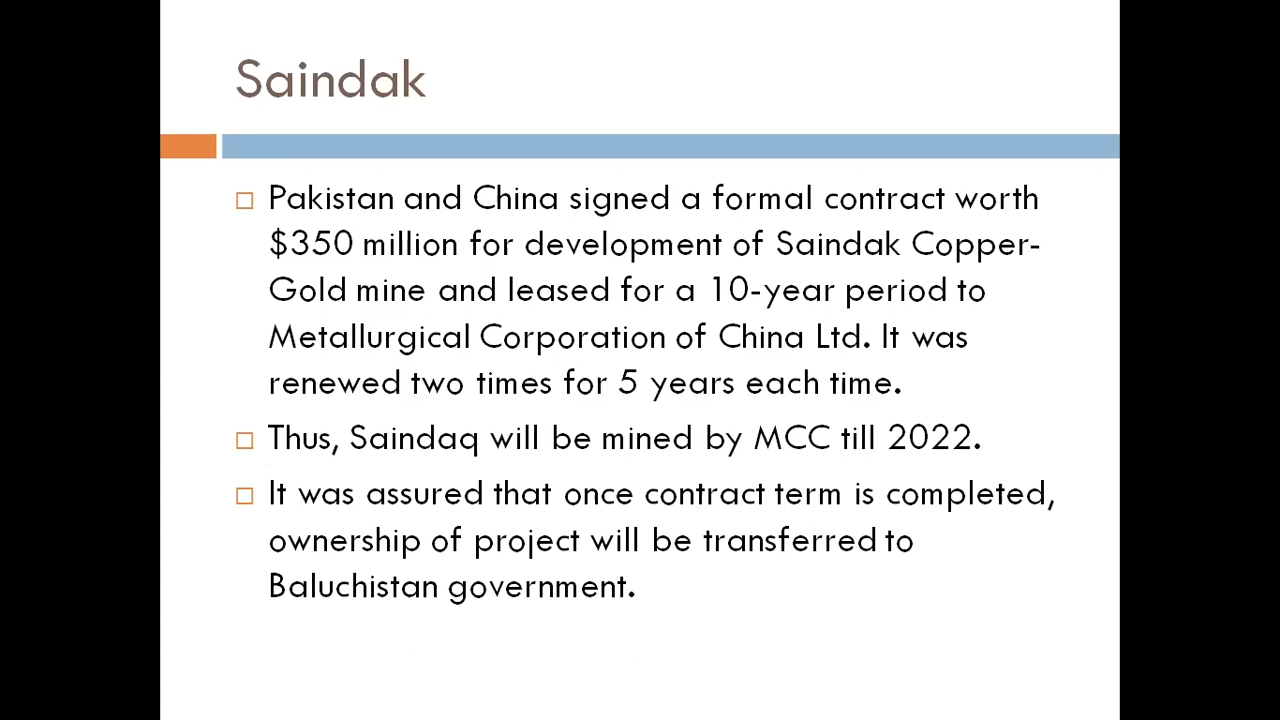 Saindak
Pakistan and China signed a formal contract worth
$350 million for development of Saindak Copper-
Gold mine and leased for a 10-year period to
Metallurgical Corporation of China Ltd. It was
renewed two times for 5 years each time.
Thus, Saindaq will be mined by MCC till 2022.
It was assured that once contract term is completed,
ownership of project will be transferred to
Baluchistan government.